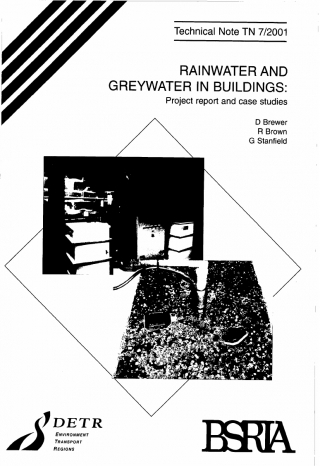 Technical Note TN 7/2001
RAINWATER AND
GREYWATER IN BUILDINGS:
Project report and case studies
D Brewer
R Brown
G Stanfield
DETR
ENVIRONMENT
TRANSPORT
REGIONS
BSRIA